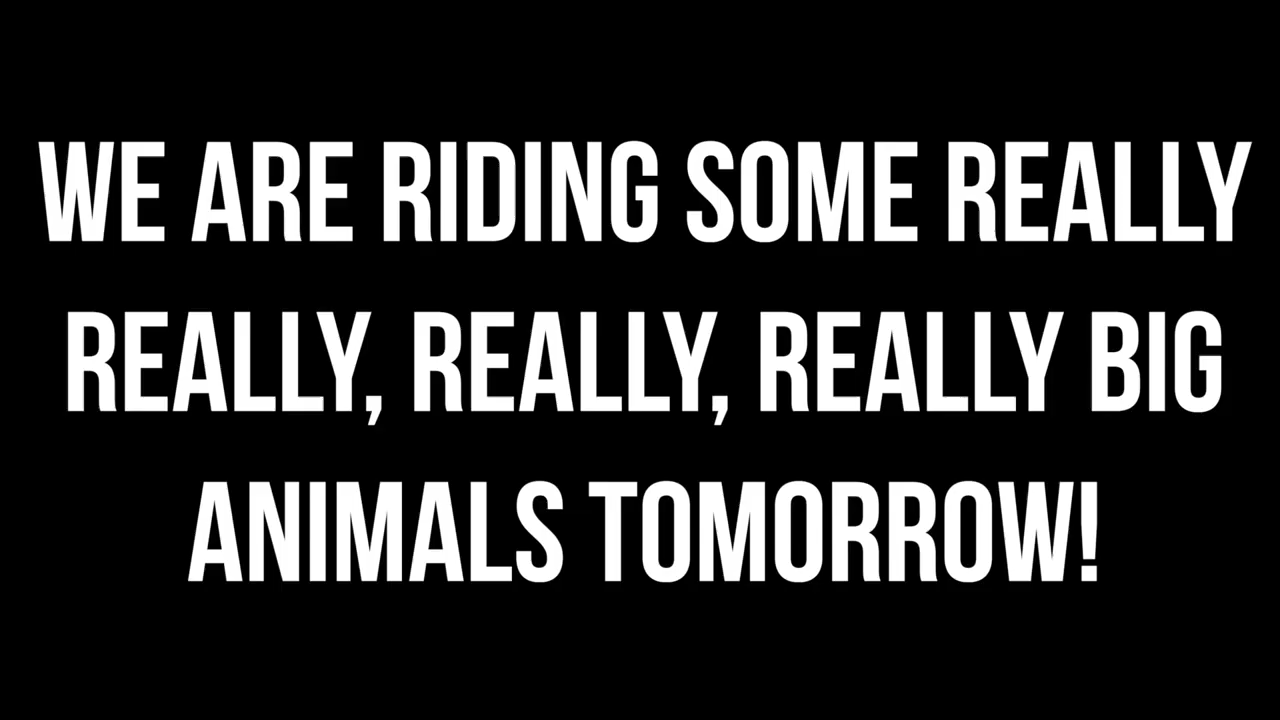 WE ARE RIDING SOME REALLY
REALLY, REALLY, REALLY BIG
ANIMALS TOMORROW!